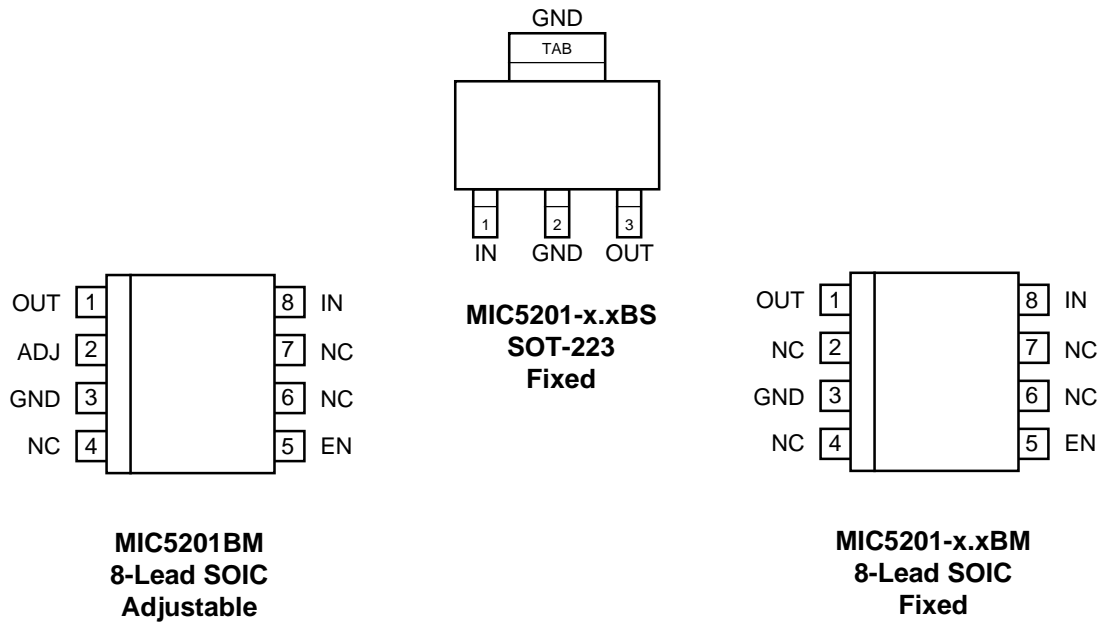 GND
TAB
1 2 3
IN GND OUT
MIC5201-x.xBS
SOT-223
Fixed
OUT 1 8 IN
ADJ 2 7 NC
GND 3 6 NC
NC 4 5 EN
MIC5201BM
8-Lead SOIC
Adjustable
OUT 1 8 IN
NC 2 7 NC
GND 3 6 NC
NC 4 5 EN
MIC5201-x.xBM
8-Lead SOIC
Fixed